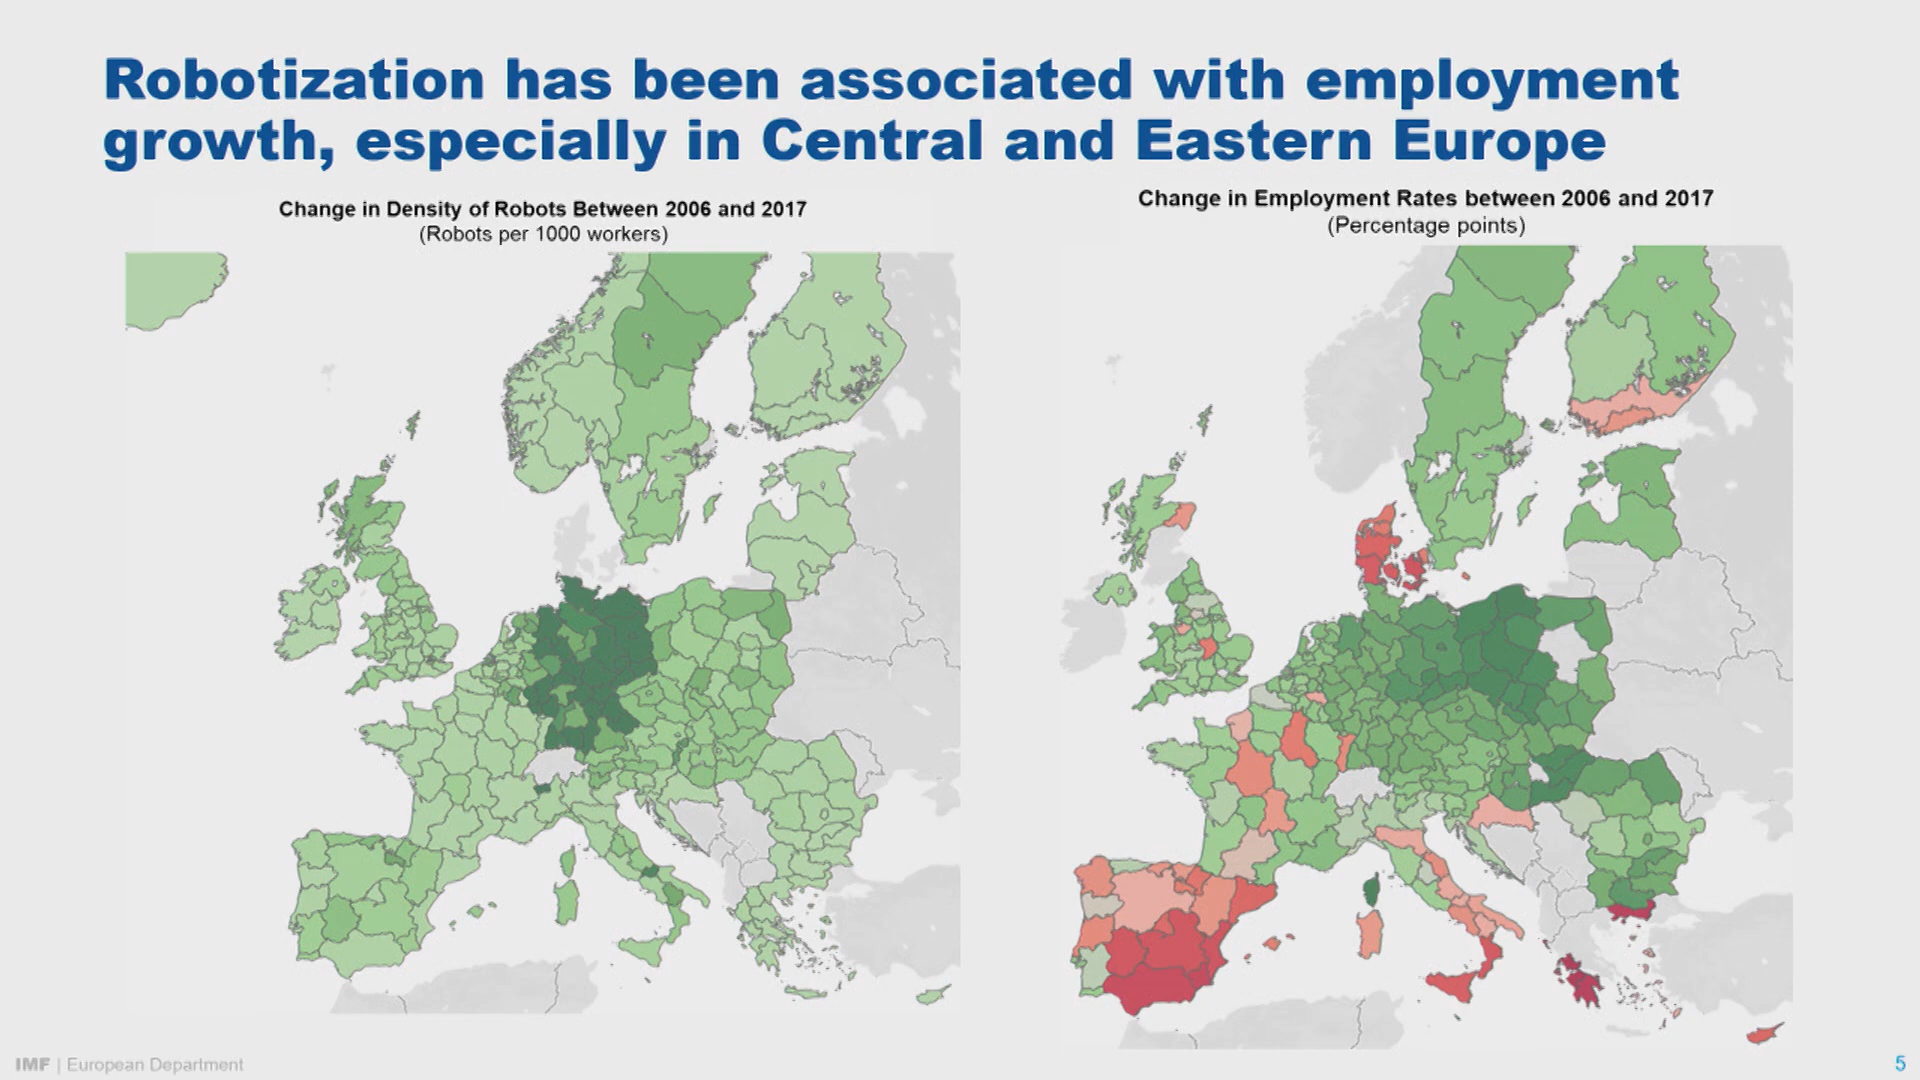 Robotization has been associated with employment
growth, especially in Central and Eastern Europe
Change in Density of Robots Between 2006 and 2017
(Robots per 1000 workers)
Change in Employment Rates between 2006 and 2017
(Percentage points)
IMF | European Department
5